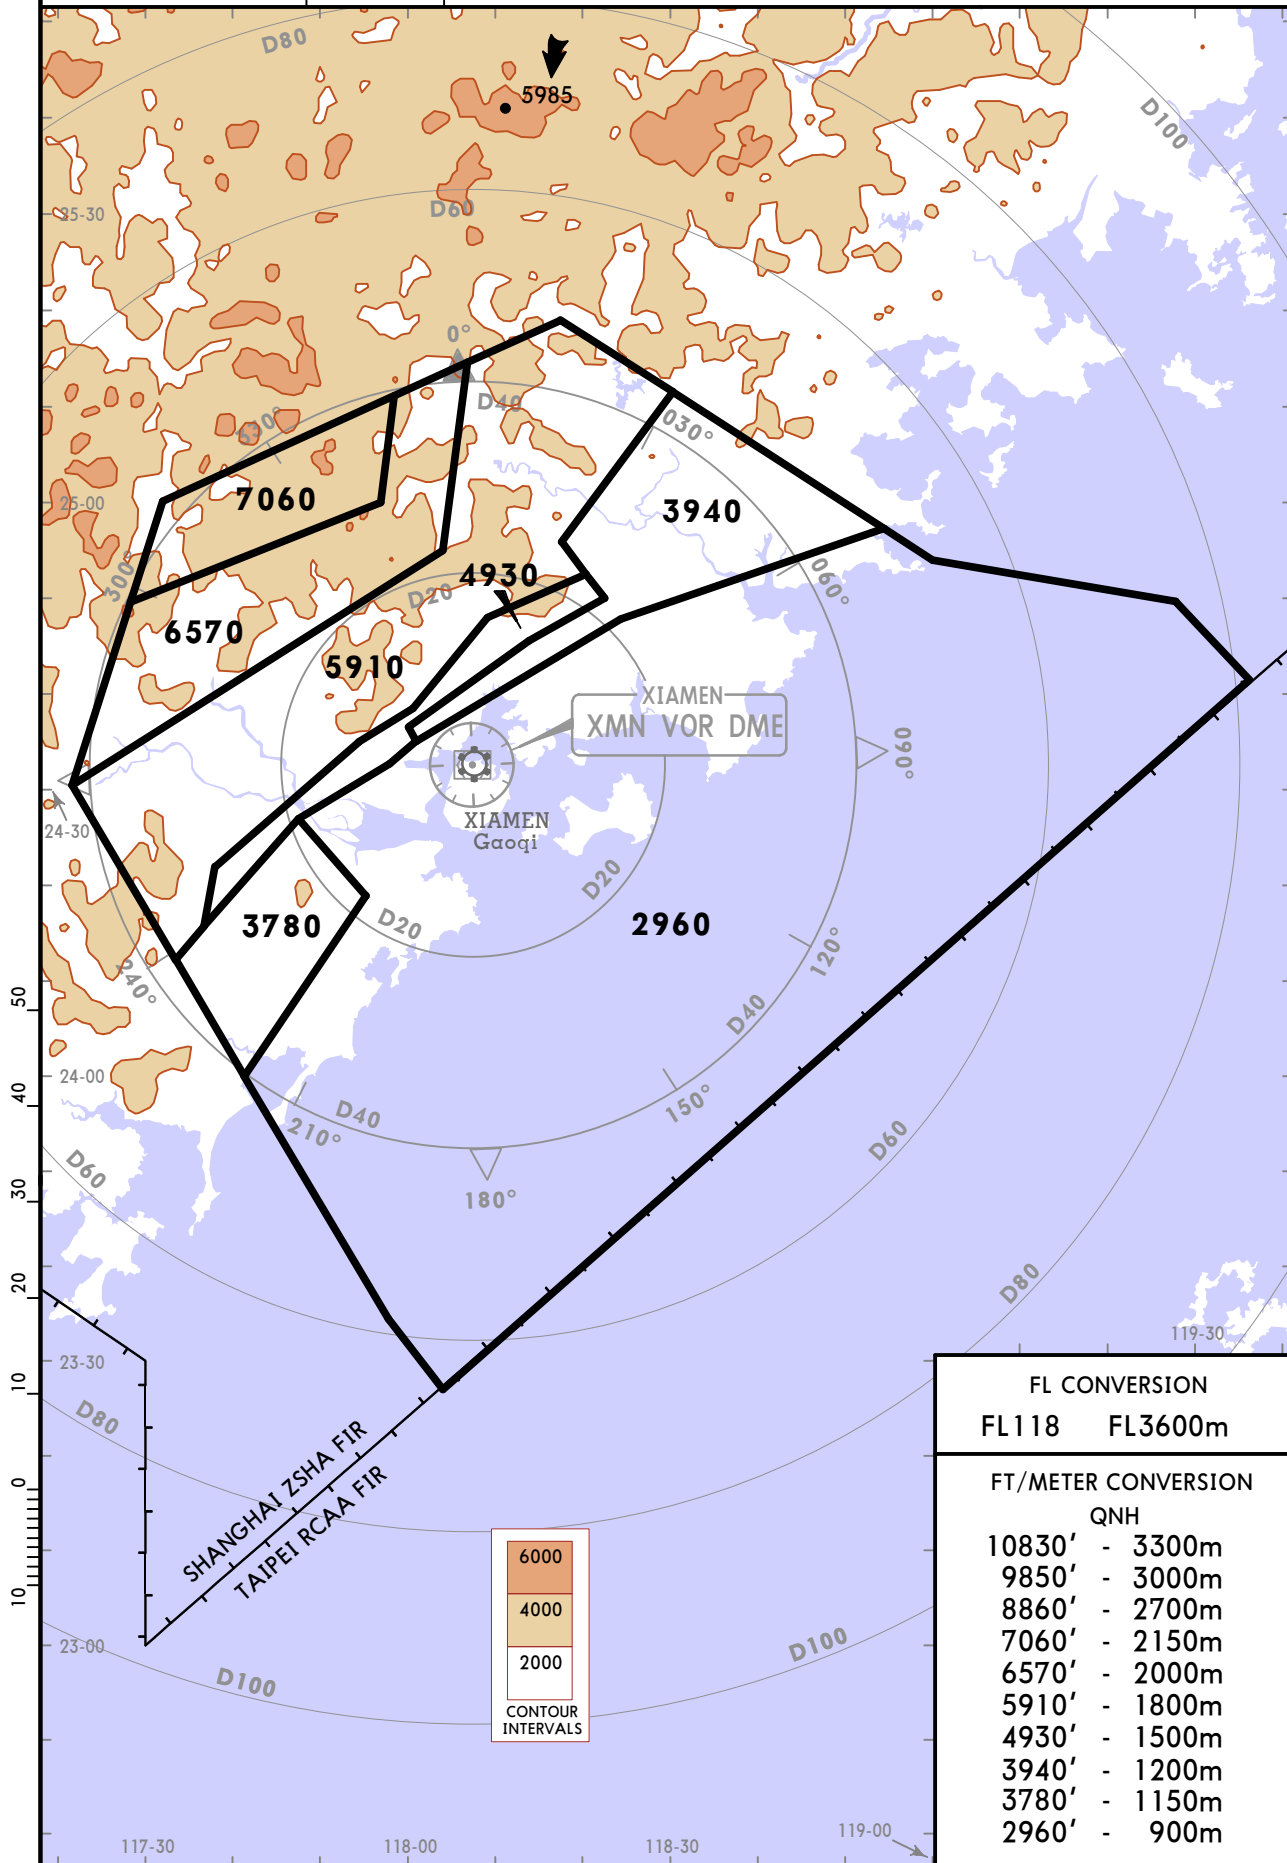 D80
5985
D100
25-30
D60
0°
D40
330°
030°
7060
3940
25-00
300°
4930
D20
060°
6570
5910
XIAMEN
XMN VOR DME
090°
24-30
XIAMEN
Gaoqi
D20
3780
D20
2960
240°
120°
50
D40
24-00
40
D40
150°
210°
D60
D60
30
180°
20
D80
119-30
23-30
10
D80
FL CONVERSION
FL118 FL3600m
SHANGHAI ZSHA FIR
TAIPEI RCAA FIR
0
10
FT/METER CONVERSION
QNH
10830' - 3300m
9850' - 3000m
8860' - 2700m
7060' - 2150m
6570' - 2000m
5910' - 1800m
4930' - 1500m
3940' - 1200m
3780' - 1150m
2960' - 900m
6000
4000
2000
CONTOUR
INTERVALS
23-00
D100
D100
117-30
118-00
118-30
119-00